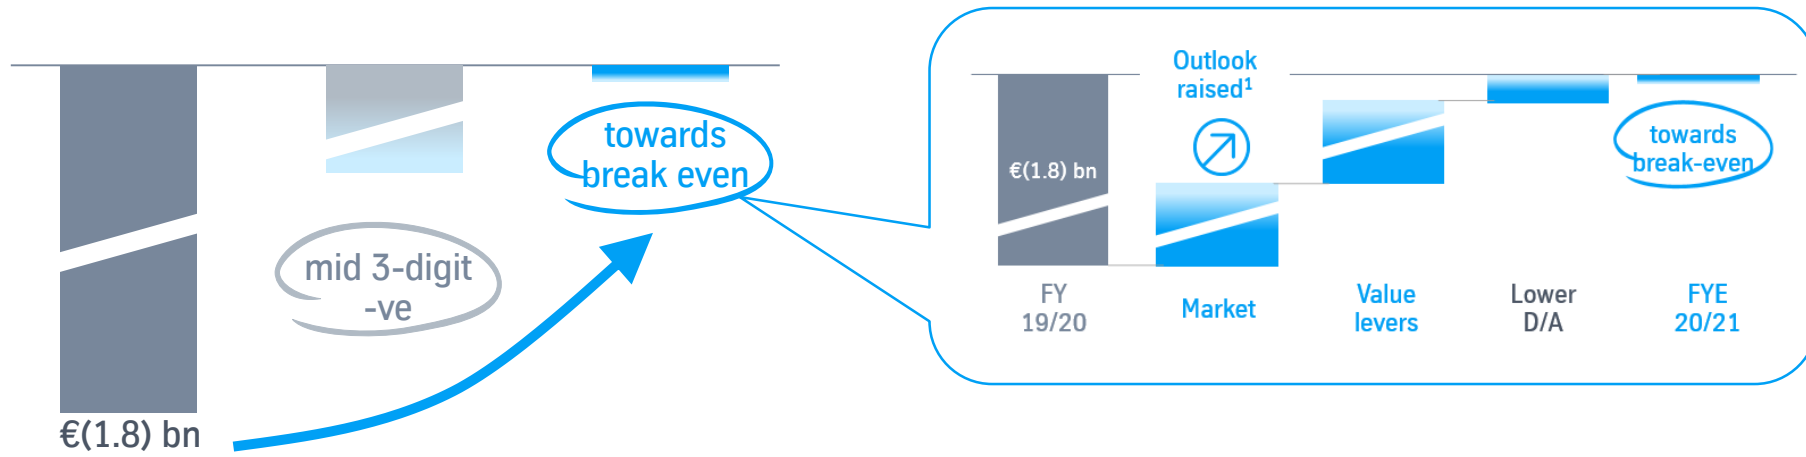 €(1.8) bn
mid 3-digit
-ve
towards
break even
Outlook
raised¹
€(1.8) bn
towards
break-even
FY
19/20
Market
Value
levers
Lower
D/A
FYE
20/21